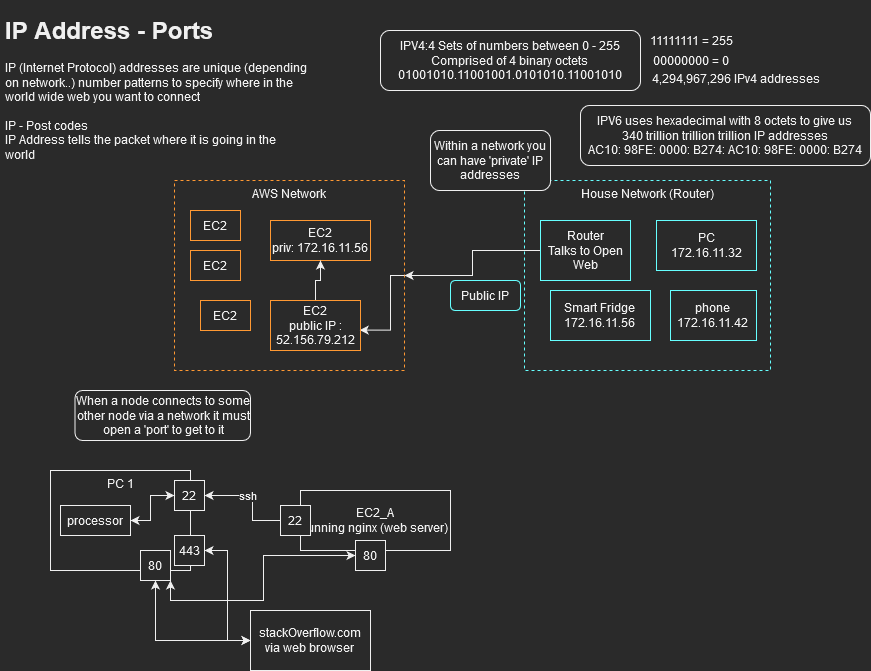 IP Address - Ports
IP (Internet Protocol) addresses are unique (depending
on network..) number patterns to specify where in the
world wide web you want to connect
IP - Post codes
IP Address tells the packet where it is going in the
world
IPV4:4 Sets of numbers between 0 - 255
Comprised of 4 binary octets
01001010.11001001.0101010.11001010
11111111 = 255
00000000 = 0
4,294,967,296 IPv4 addresses
IPV6 uses hexadecimal with 8 octets to give us
340 trillion trillion trillion IP addresses
AC10: 98FE: 0000: B274: AC10: 98FE: 0000: B274
Within a network you
can have 'private' IP
addresses
AWS Network
EC2
EC2
EC2
EC2
priv: 172.16.11.56
EC2
public IP :
52.156.79.212
House Network (Router)
Router
Talks to Open
Web
PC
172.16.11.32
Public IP
Smart Fridge
172.16.11.56
phone
172.16.11.42
When a node connects to some
other node via a network it must
open a 'port' to get to it
PC 1
processor
22
ssh
443
80
22
EC2_A
unning nginx (web server)
80
stackOverflow.com
via web browser